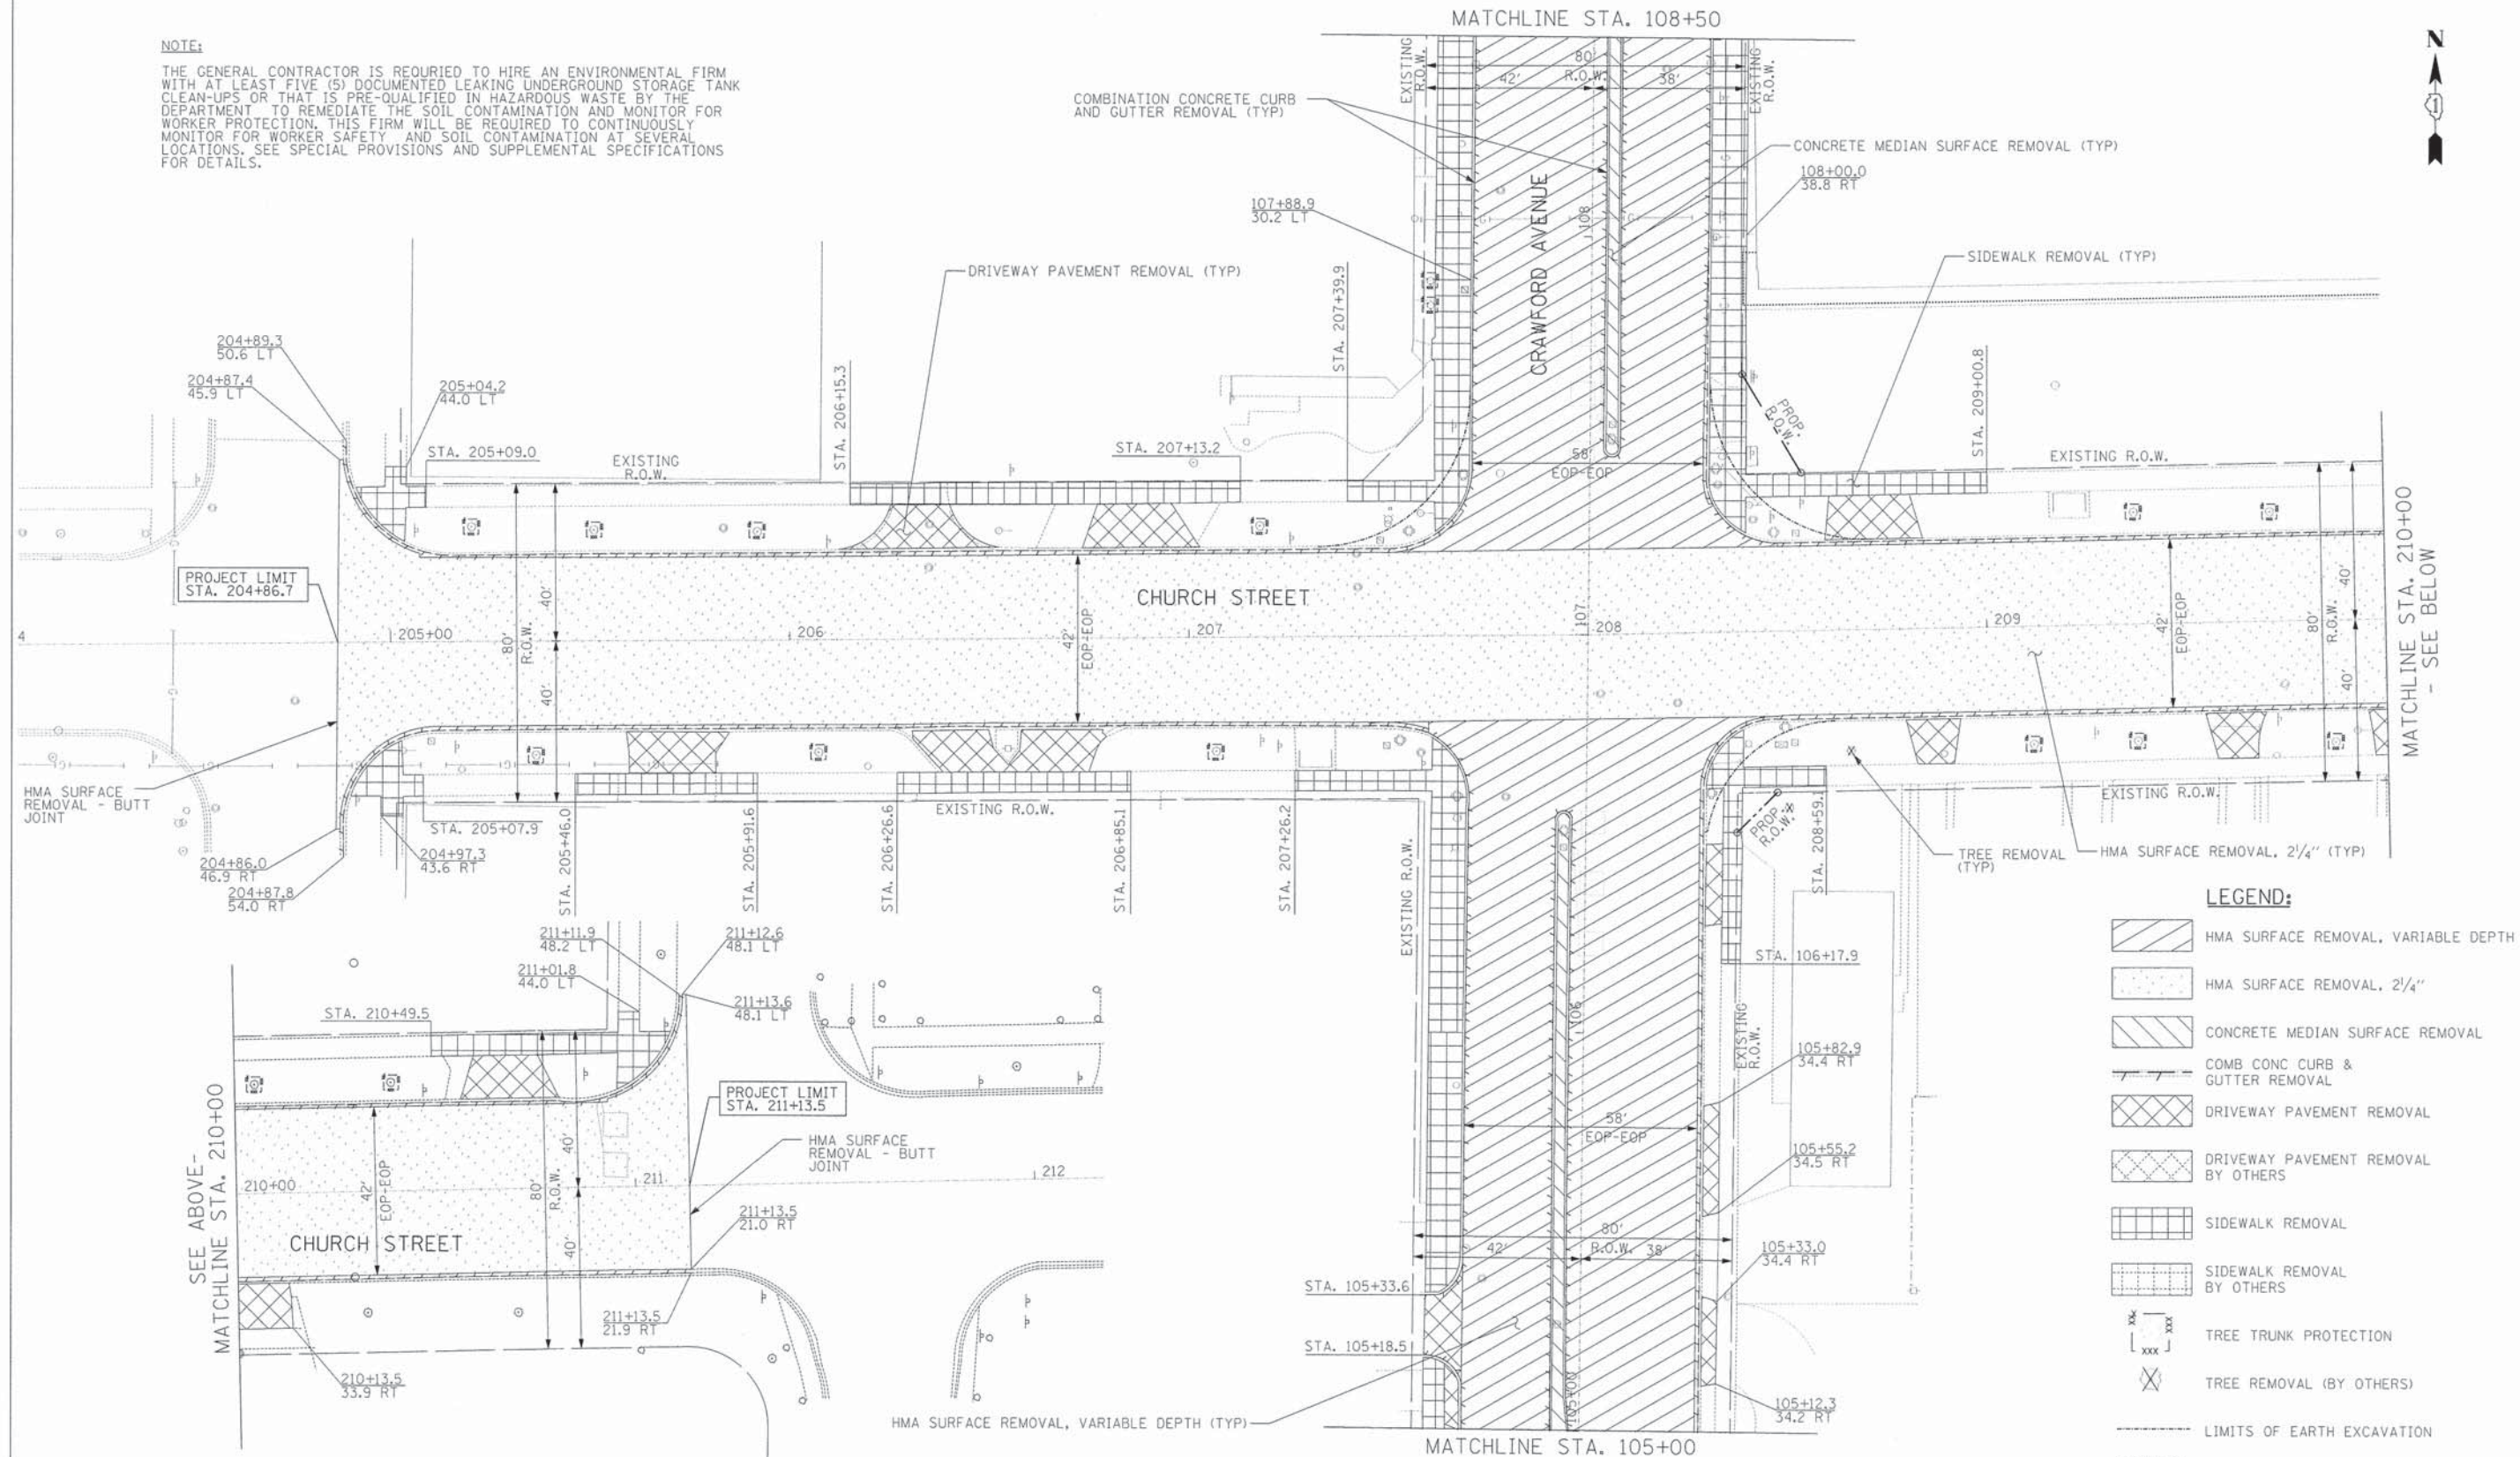 MATCHLINE STA. 108+50
N
1
NOTE:
THE GENERAL CONTRACTOR IS REQURIED TO HIRE AN ENVIRONMENTAL FIRM
WITH AT LEAST FIVE (5) DOCUMENTED LEAKING UNDERGROUND STORAGE TANK
CLEAN-UPS OR THAT IS PRE-QUALIFIED IN HAZARDOUS WASTE BY THE
DEPARTMENT TO REMEDIATE THE SOIL CONTAMINATION AND MONITOR FOR
WORKER PROTECTION. THIS FIRM WILL BE REQUIRED TO CONTINUOUSLY
MONITOR FOR WORKER SAFETY AND SOIL CONTAMINATION AT SEVERAL
LOCATIONS. SEE SPECIAL PROVISIONS AND SUPPLEMENTAL SPECIFICATIONS
FOR DETAILS.
EXISTING
R.O.W.
80'
R.O.W.
42'
38'
EXISTING
R.O.W.
COMBINATION CONCRETE CURB
AND GUTTER REMOVAL (TYP)
CONCRETE MEDIAN SURFACE REMOVAL (TYP)
108+00.0
38.8 RT
107+88.9
30.2 LT
CRAWFORD AVENUE
108
SIDEWALK REMOVAL (TYP)
DRIVEWAY PAVEMENT REMOVAL (TYP)
STA. 207+39.9
204+89.3
50.6 LT
204+87.4
45.9 LT
205+04.2
44.0 LT
STA. 206+15.3
STA. 209+00.8
PROP.
R.O.W.
STA. 205+09.0
EXISTING
R.O.W.
STA. 207+13.2
58'
EOP-EOP
EXISTING R.O.W.
PROJECT LIMIT
STA. 204+86.7
CHURCH STREET
4
205+00
206
207
107
208
209
80'
R.O.W.
40'
40'
42'
EOP-EOP
42'
EOP-EOP
80'
R.O.W.
40'
40'
MATCHLINE STA. 210+00
- SEE BELOW
HMA SURFACE
REMOVAL - BUTT
JOINT
204+86.0
46.9 RT
204+87.8
54.0 RT
STA. 205+07.9
204+97.3
43.6 RT
STA. 205+46.0
STA. 205+91.6
STA. 206+26.6
EXISTING R.O.W.
STA. 206+85.1
STA. 207+26.2
EXISTING R.O.W.
PROP.
R.O.W.
STA. 208+59.
EXISTING R.O.W.
TREE REMOVAL
(TYP)
HMA SURFACE REMOVAL, 2¼" (TYP)
STA. 106+17.9
EXISTING
R.O.W.
106
105+82.9
34.4 RT
58'
EOP-EOP
105+55.2
34.5 RT
80'
R.O.W.
42'
38'
105+33.0
34.4 RT
STA. 105+33.6
STA. 105+18.5
105+12.3
34.2 RT
105+00
HMA SURFACE REMOVAL, VARIABLE DEPTH (TYP)
MATCHLINE STA. 105+00
211+11.9
48.2 LT
211+12.6
48.1 LT
211+01.8
44.0 LT
211+13.6
48.1 LT
STA. 210+49.5
PROJECT LIMIT
STA. 211+13.5
HMA SURFACE
REMOVAL - BUTT
JOINT
SEE ABOVE-
MATCHLINE STA. 210+00
210+00
211
212
42'
EOP-EOP
80'
R.O.W.
40'
40'
CHURCH STREET
211+13.5
21.0 RT
211+13.5
21.9 RT
210+13.5
33.9 RT
LEGEND:
HMA SURFACE REMOVAL, VARIABLE DEPTH
HMA SURFACE REMOVAL, 2¼"
CONCRETE MEDIAN SURFACE REMOVAL
COMB CONC CURB &
GUTTER REMOVAL
DRIVEWAY PAVEMENT REMOVAL
DRIVEWAY PAVEMENT REMOVAL
BY OTHERS
SIDEWALK REMOVAL
SIDEWALK REMOVAL
BY OTHERS
XX
XXX
XXX
TREE TRUNK PROTECTION
TREE REMOVAL (BY OTHERS)
LIMITS OF EARTH EXCAVATION